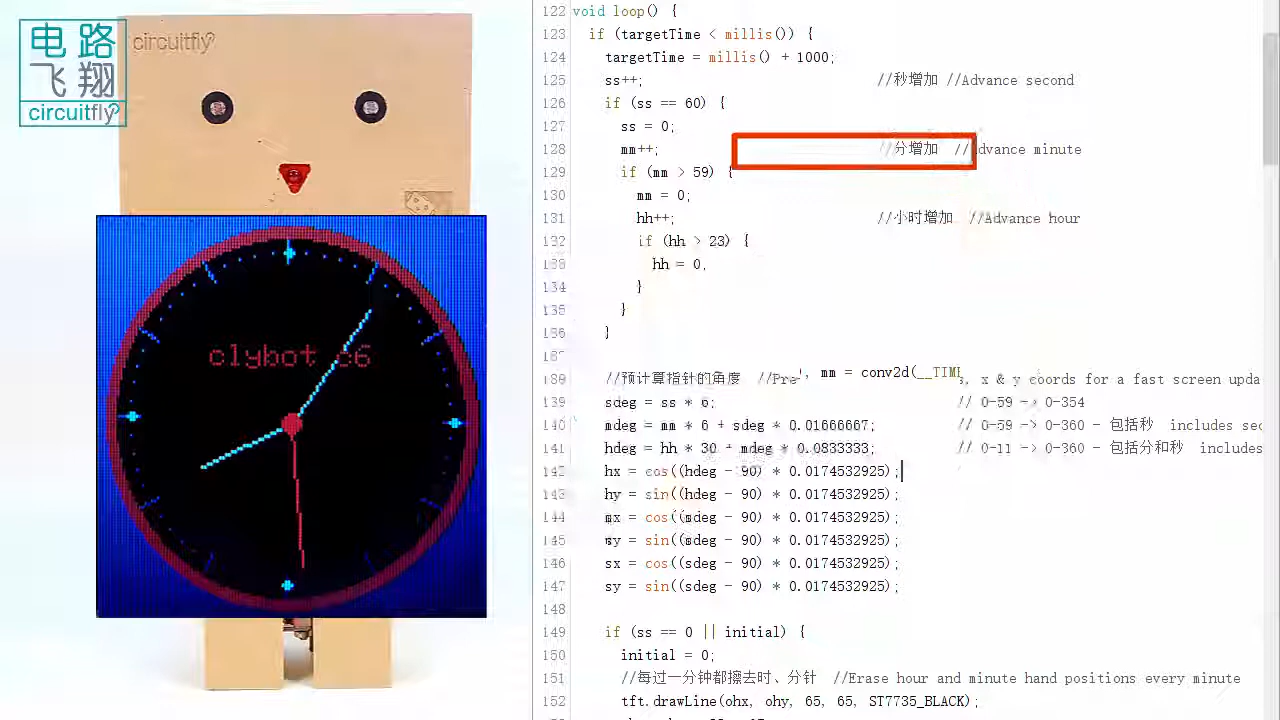 电路
飞翔
circuitfly
circuitfly
clybot c6
122 void loop() {
123 if (targetTime < millis()) {
124 targetTime = millis() + 1000;
125 ss++; //秒增加 //Advance second
126 if (ss == 60) {
127 ss = 0;
128 mm++; //分增加 //Advance minute
129 if (mm > 59) {
130 mm = 0;
131 hh++; //小时增加 //Advance hour
132 if (hh > 23) {
hh = 0,
134 }
135 }
136 }
//预计算指针的角度 //Pre , mm = conv2d(__TIME , x & y coords for a fast screen upda
139 sdeg = ss * 6; // 0-59 -> 0-354
140 mdeg = mm * 6 + sdeg * 0.01666667; // 0-59 -> 0-360 - 包括秒 includes sec
141 hdeg = hh * 30 + mdeg * 0.0833333; // 0-11 -> 0-360 - 包括分和秒 includes
142 hx = cos((hdeg - 90) * 0.0174532925);
143 hy = sin((hdeg - 90) * 0.0174532925);
144 mx = cos((mdeg - 90) * 0.0174532925);
145 sin((sdeg - 90) * 0.0174532925);
146 sx = cos((sdeg - 90) * 0.0174532925);
147 sy = sin((sdeg - 90) * 0.0174532925);
148
149 if (ss == 0 || initial) {
150 initial = 0;
151 //每过一分钟都擦去时、分针 //Erase hour and minute hand positions every minute
152 tft.drawLine(ohx, ohy, 65, 65, ST7735_BLACK);